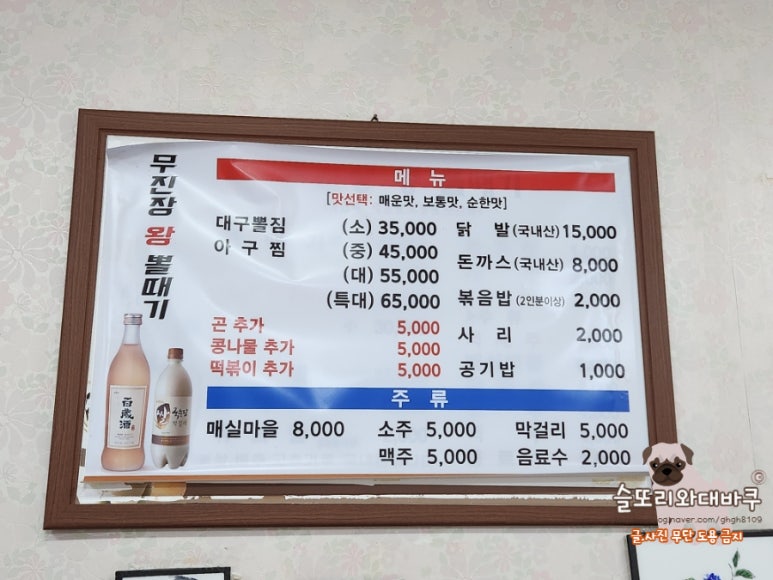 무진장 왕 뽈때기
메 뉴
[맛선택: 매운맛, 보통맛, 순한맛]
대구뽈찜 (소) 35,000
아 구 찜 (중) 45,000
(대) 55,000
(특대) 65,000
곤 추가 5,000
콩나물 추가 5,000
떡볶이 추가 5,000
닭 발 (국내산) 15,000
돈까스 (국내산) 8,000
볶음밥 (2인분이상) 2,000
사 리 2,000
공기밥 1,000
주 류
매실마을 8,000 소주 5,000 막걸리 5,000
맥주 5,000 음료수 2,000
百歲酒
막걸리
슬또리와대바쿠
naver.com/ghgh8109
글,사진 무단 도용 금지